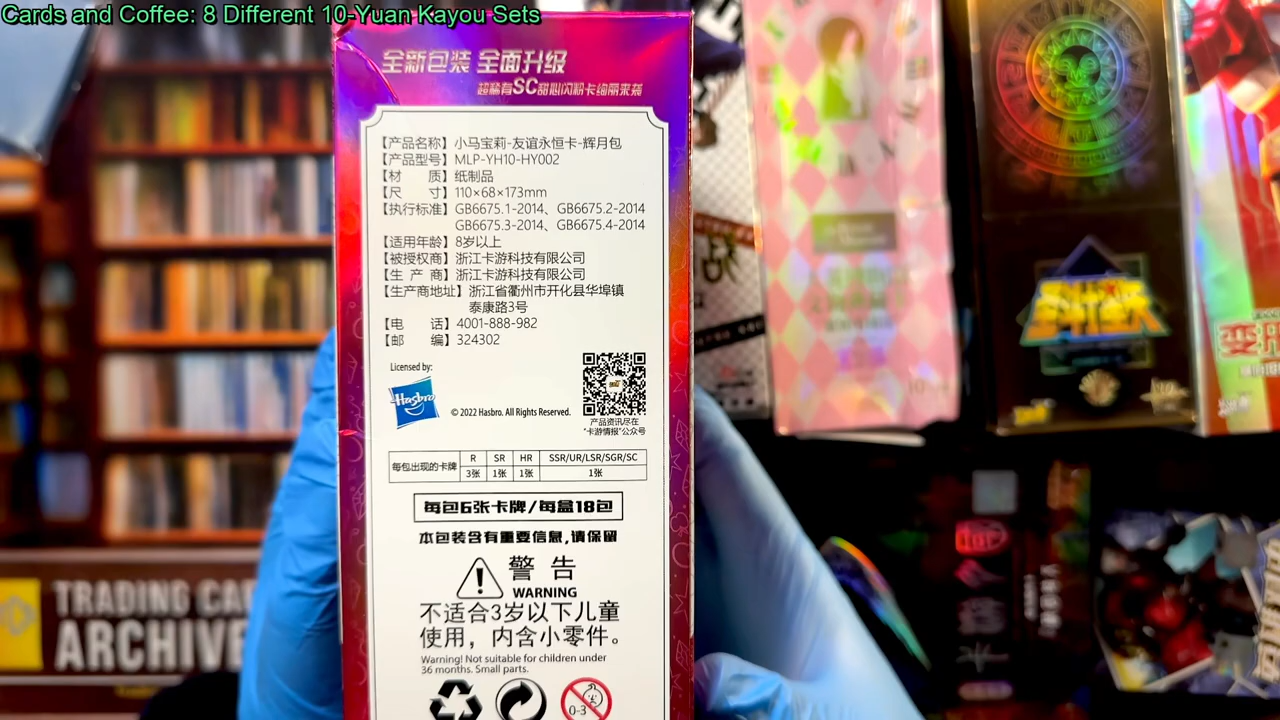 Cards and Coffee: 8 Different 10-Yuan Kayou Sets
全新包装 全面升级
超稀有SC甜心闪粉卡绚丽来袭
【产品名称】小马宝莉-友谊永恒卡-辉月包
【产品型号】MLP-YH10-HY002
【材 质】纸制品
【尺 寸】110×68×173mm
【执行标准】GB6675.1-2014、GB6675.2-2014
GB6675.3-2014、GB6675.4-2014
【适用年龄】8岁以上
【被授权商】浙江卡游科技有限公司
【生 产 商】浙江卡游科技有限公司
【生产商地址】浙江省衢州市开化县华埠镇
泰康路3号
【电 话】4001-888-982
【邮 编】324302
Licensed by:
Hasbro
© 2022 Hasbro. All Rights Reserved.
产品资讯尽在
“卡游情报”公众号
每包出现的卡牌 R SR HR SSR/UR/LSR/SGR/SC
3张 1张 1张 1张
每包6张卡牌/每盒18包
本包装含有重要信息,请保留
警 告
WARNING
不适合3岁以下儿童
使用，内含小零件。
Warning! Not suitable for children under
36 months. Small parts.
0-3
TRADING CA
ARCHIVE